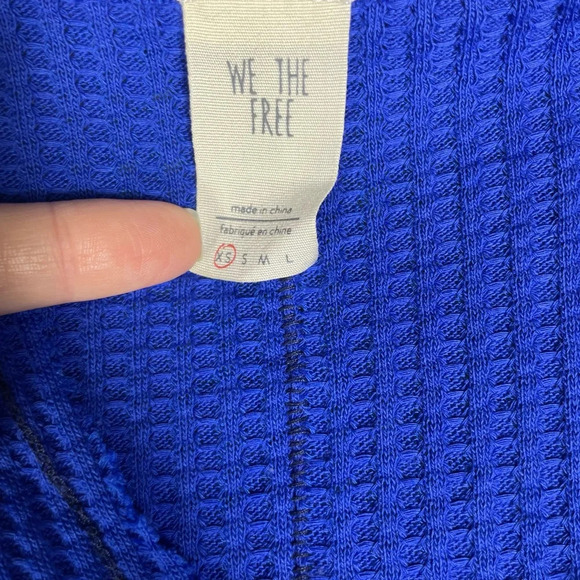 WE THE
FREE
made in china
fabriqué en chine
XS S M L